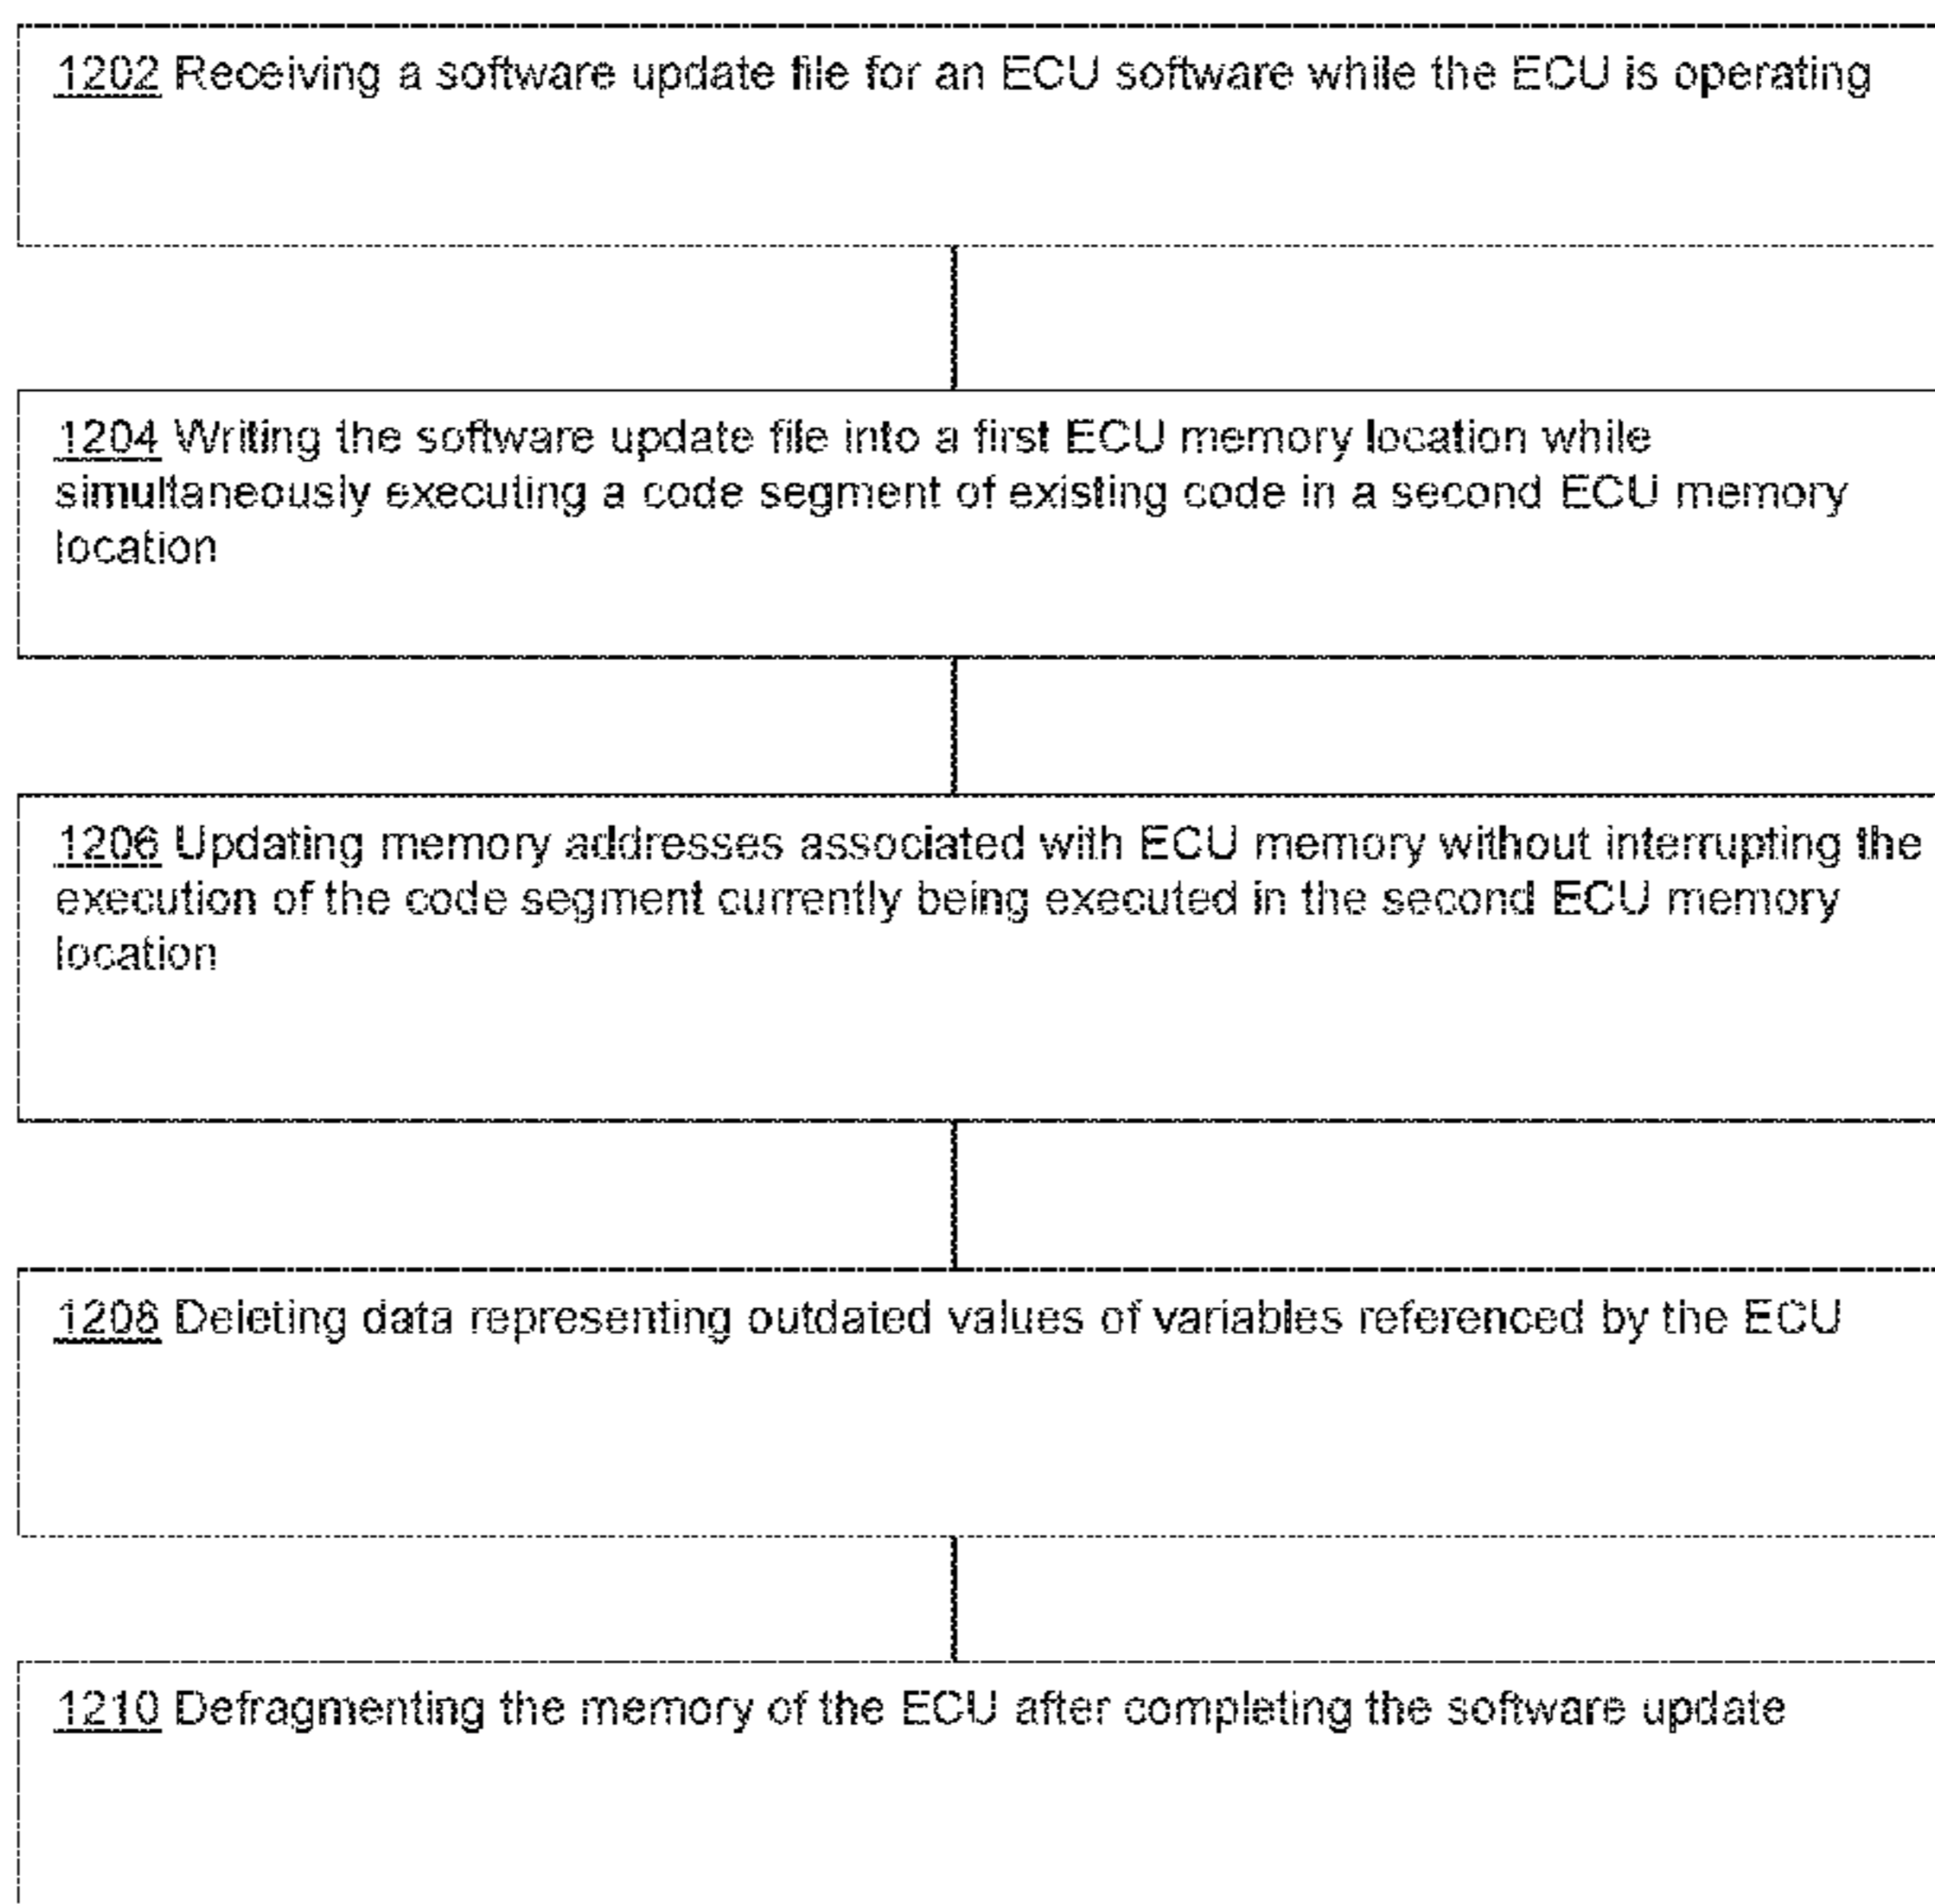 1202 Receiving a software update file for an ECU software while the ECU is operating
1204 Writing the software update file into a first ECU memory location while
simultaneously executing a code segment of existing code in a second ECU memory
location
1206 Updating memory addresses associated with ECU memory without interrupting the
execution of the code segment currently being executed in the second ECU memory
location
1208 Deleting data representing outdated values of variables referenced by the ECU
1210 Defragmenting the memory of the ECU after completing the software update